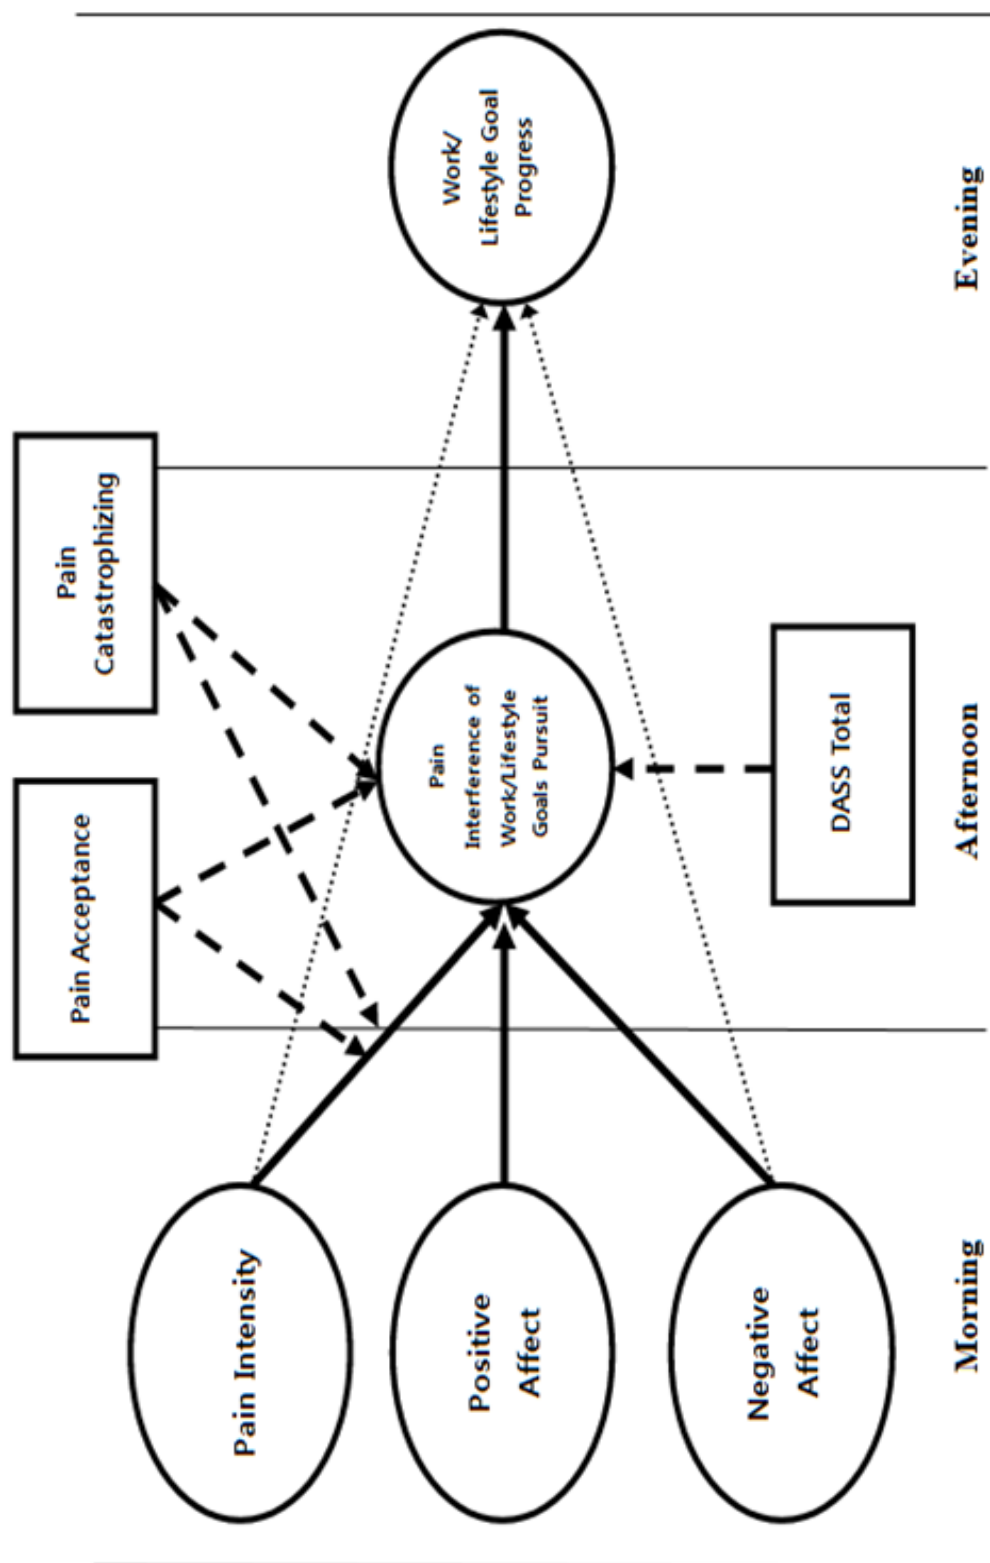 Pain Acceptance
Pain
Catastrophizing
Pain Intensity
Positive
Affect
Negative
Affect
Pain
Interference of
Work/Lifestyle
Goals Pursuit
Work/
Lifestyle Goal
Progress
DASS Total
Morning
Afternoon
Evening